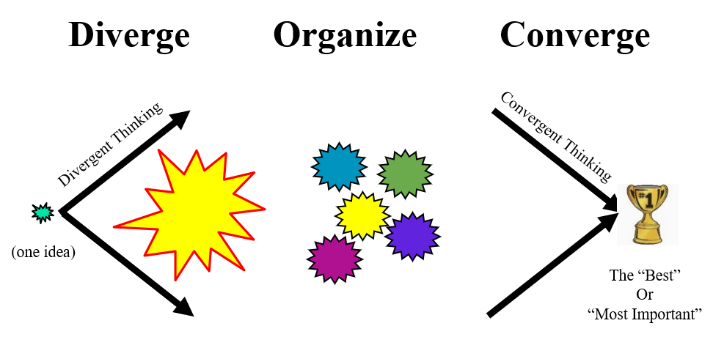 Diverge Organize Converge
Divergent Thinking
Convergent Thinking
#1
(one idea)
The “Best”
Or
“Most Important”